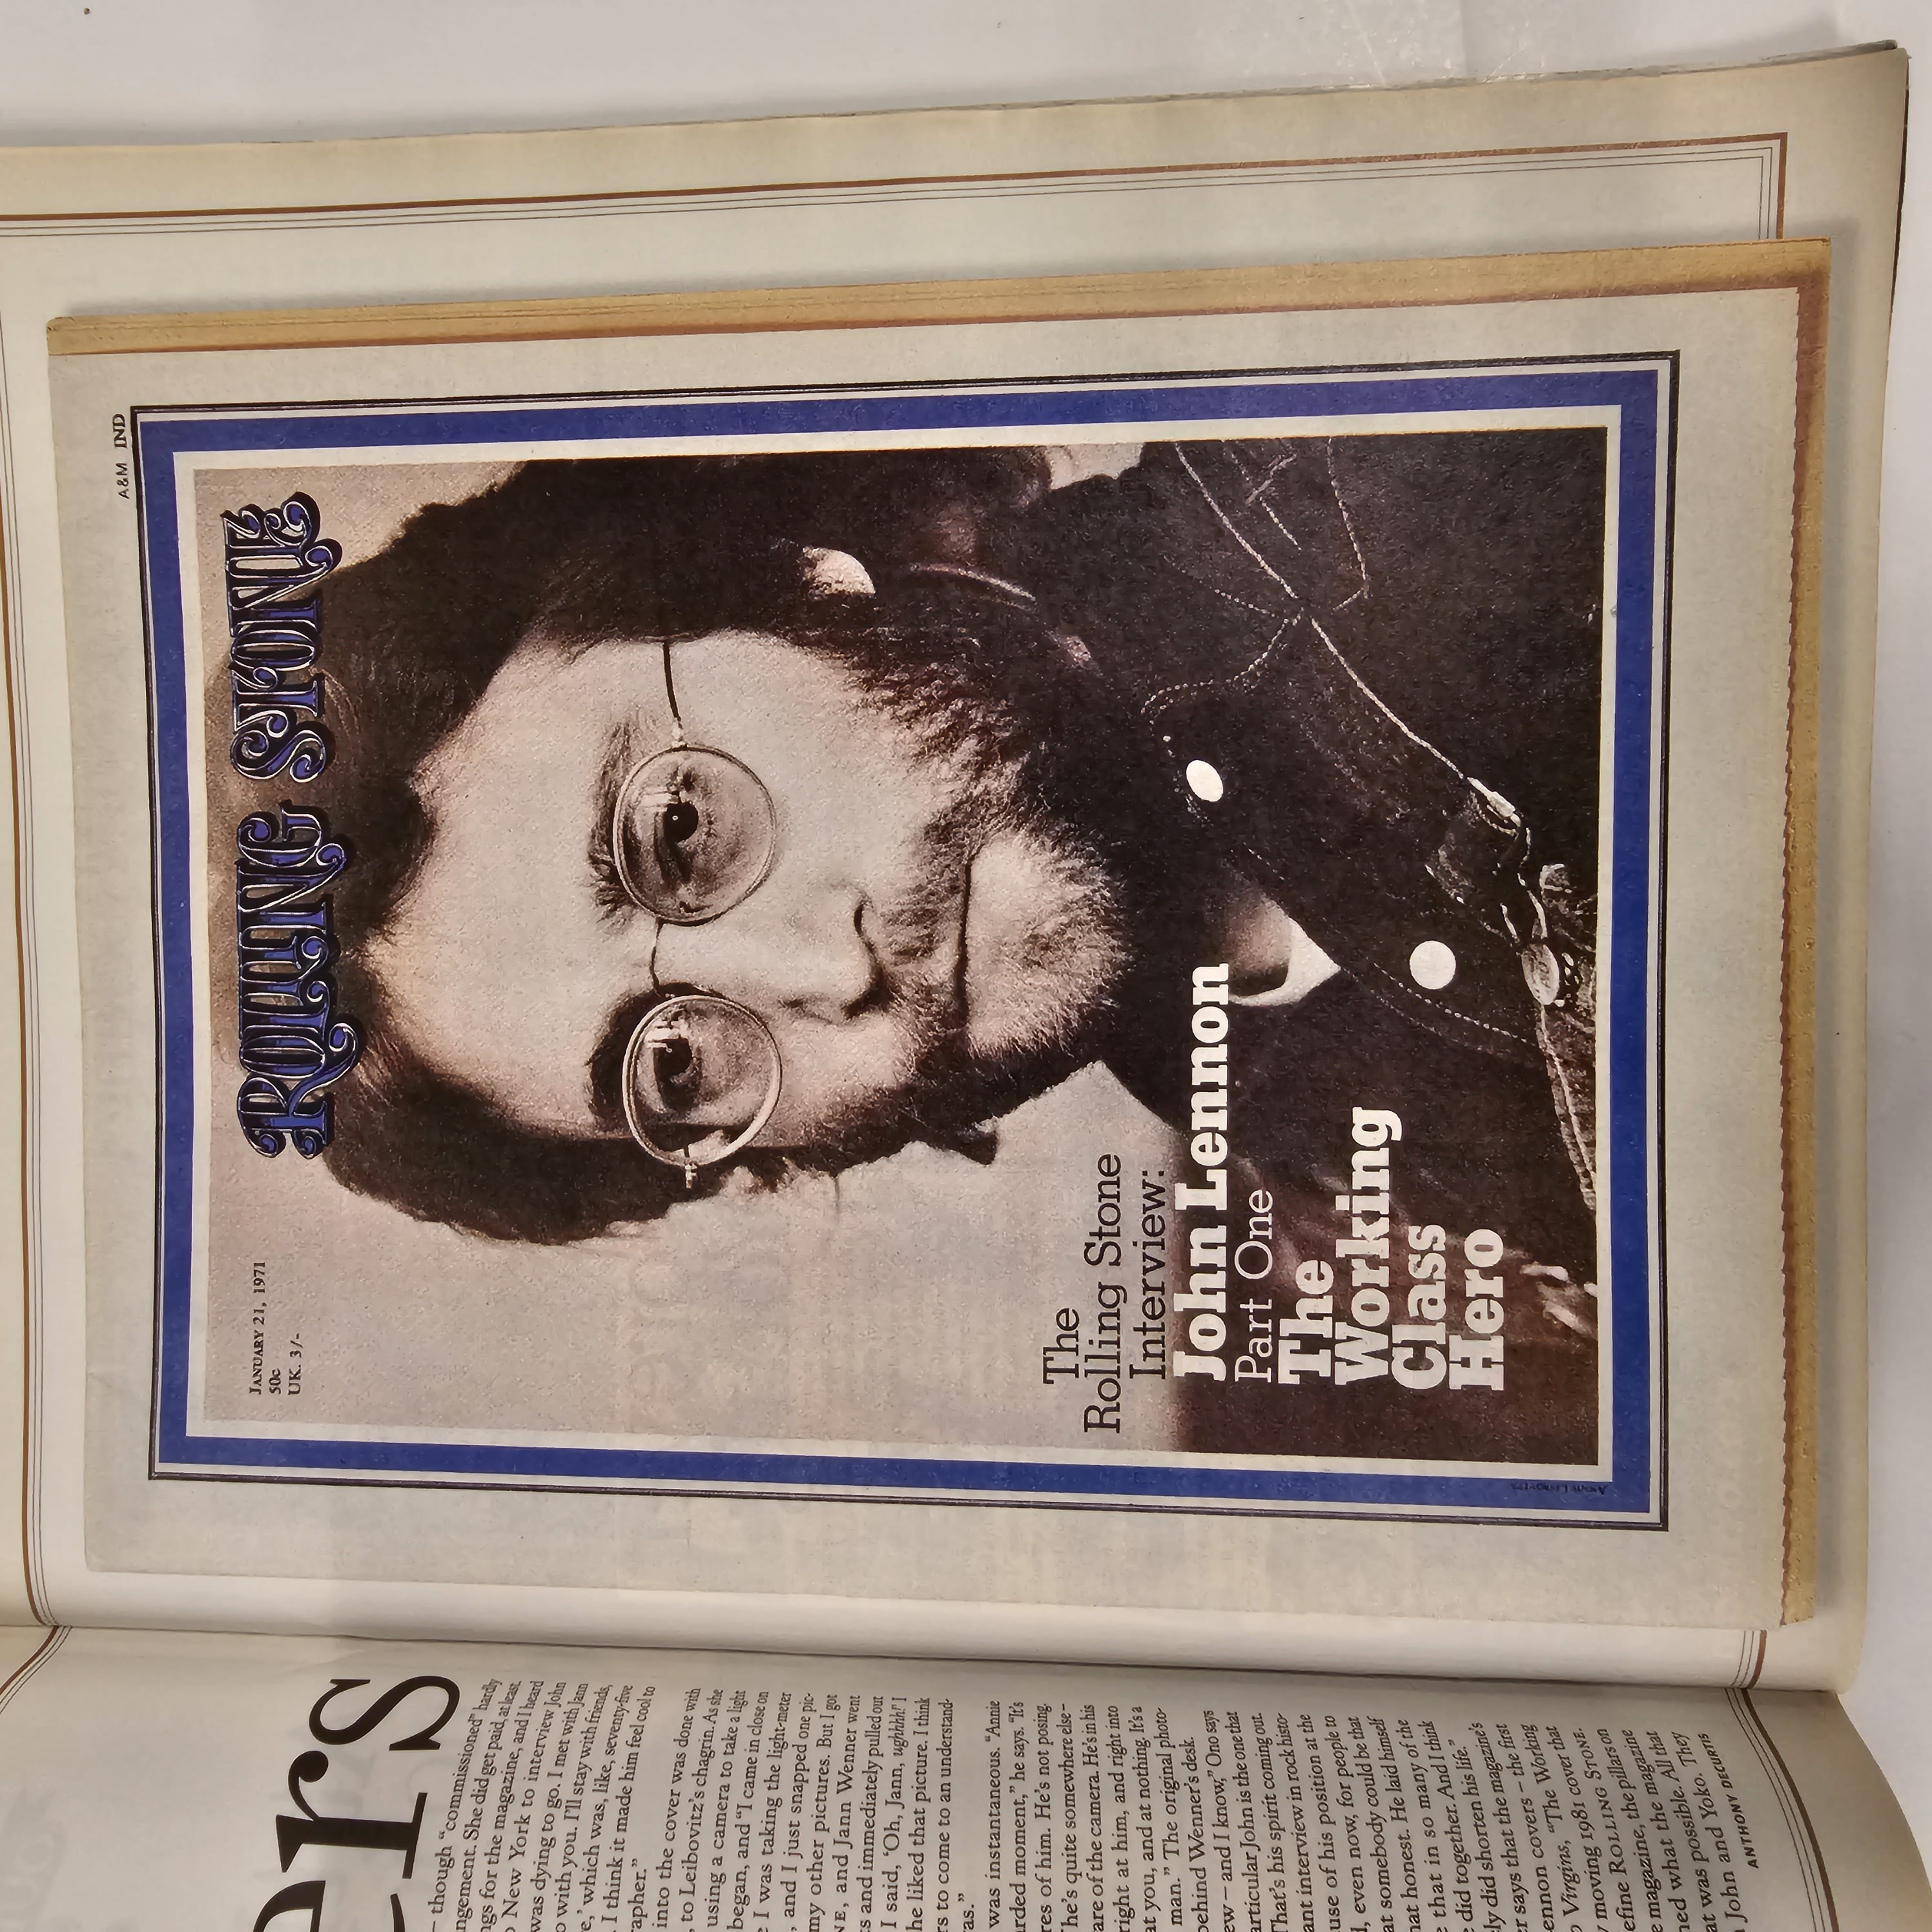 ers
– though “commissioned” hardly
ngement. She did get paid, at least.
ngs for the magazine, and I heard
o New York to interview John
was dying to go. I met with Jann
o with you. I’ll stay with friends,
e,’ which was, like, seventy-five
. I think it made him feel cool to
rapher.”
into the cover was done with
, to Leibovitz’s chagrin. As she
using a camera to take a light
began, and “I came in close on
e I was taking the light-meter
, and I just snapped one pic-
my other pictures. But I got
NE, and Jann Wenner went
ts and immediately pulled out
I said, ‘Oh, Jann, ughhhh!’ I
he liked that picture. I think
rs to come to an understand-
as.”
was instantaneous. “Annie
arded moment,” he says. “It’s
res of him. He’s not posing.
he’s quite somewhere else–
are of the camera. He’s in his
right at him, and right into
at you, and at nothing. It’s a
man.” The original photo-
behind Wenner’s desk.
ew – and I know,” Ono says
articular John is the one that
That’s his spirit coming out.
ant interview in rock histo-
use of his position at the
d, even now, for people to
at somebody could be that
hat honest. He laid himself
e that in so many of the
e did together. And I think
ly did shorten his life.”
er says that the magazine’s
ennon covers – the first
o Virgins, “The Working
y moving 1981 cover that
efine ROLLING STONE.
e magazine, the pillars on
ned what the magazine
at was possible. All that
John and Yoko. They
ANTHONY DECURTIS
A&M IND
JANUARY 21, 1971
50c
UK. 3/-
ROLLING STONE
The
Rolling Stone
Interview:
John Lennon
Part One
The
Working
Class
Hero